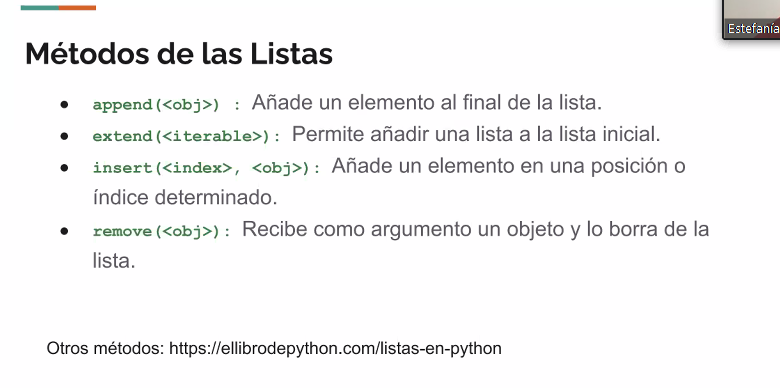 Estefanía
Métodos de las Listas
● append(<obj>) : Añade un elemento al final de la lista.
● extend(<iterable>): Permite añadir una lista a la lista inicial.
● insert(<index>, <obj>): Añade un elemento en una posición o
índice determinado.
● remove(<obj>): Recibe como argumento un objeto y lo borra de la
lista.
Otros métodos: https://ellibrodepython.com/listas-en-python